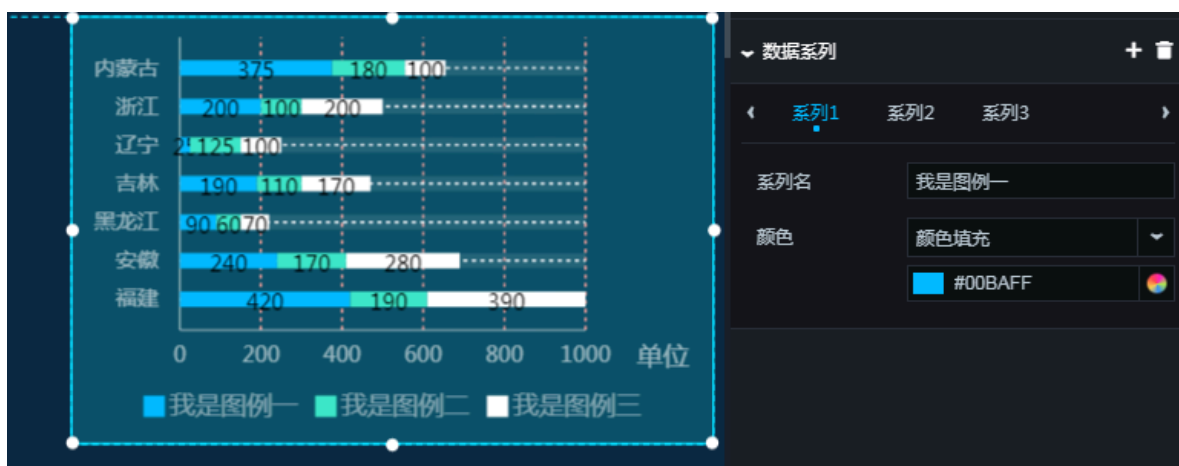 内蒙古 375 180 100
浙江 200 100 200
辽宁 125 100
吉林 190 110 170
黑龙江 90 60 70
安徽 240 170 280
福建 420 190 390
0 200 400 600 800 1000 单位
我是图例一 我是图例二 我是图例三
数据系列
系列1 系列2 系列3
系列名 我是图例一
颜色 颜色填充
#00BAFF